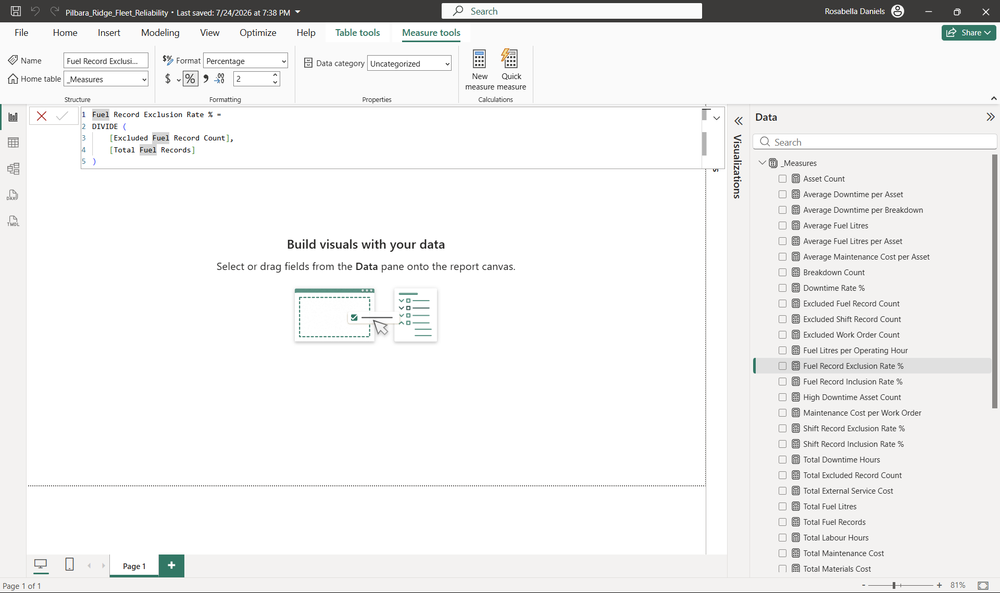 Pilbara_Ridge_Fleet_Reliability • Last saved: 7/24/2026 at 7:38 PM
Search
Rosabella Daniels
File
Home
Insert
Modeling
View
Optimize
Help
Table tools
Measure tools
Share
Name
Fuel Record Exclusi...
Home table
_Measures
Structure
Format
Percentage
$
%
,
.00
2
Formatting
Data category
Uncategorized
Properties
New measure
Quick measure
Calculations
1 Fuel Record Exclusion Rate % =
2 DIVIDE (
3 [Excluded Fuel Record Count],
4 [Total Fuel Records]
5 )
DAX
TMDL
Build visuals with your data
Select or drag fields from the Data pane onto the report canvas.
Visualizations
Data
Search
_Measures
Asset Count
Average Downtime per Asset
Average Downtime per Breakdown
Average Fuel Litres
Average Fuel Litres per Asset
Average Maintenance Cost per Asset
Breakdown Count
Downtime Rate %
Excluded Fuel Record Count
Excluded Shift Record Count
Excluded Work Order Count
Fuel Litres per Operating Hour
Fuel Record Exclusion Rate %
Fuel Record Inclusion Rate %
High Downtime Asset Count
Maintenance Cost per Work Order
Shift Record Exclusion Rate %
Shift Record Inclusion Rate %
Total Downtime Hours
Total Excluded Record Count
Total External Service Cost
Total Fuel Litres
Total Fuel Records
Total Labour Hours
Total Maintenance Cost
Total Materials Cost
Page 1
Page 1 of 1
81%